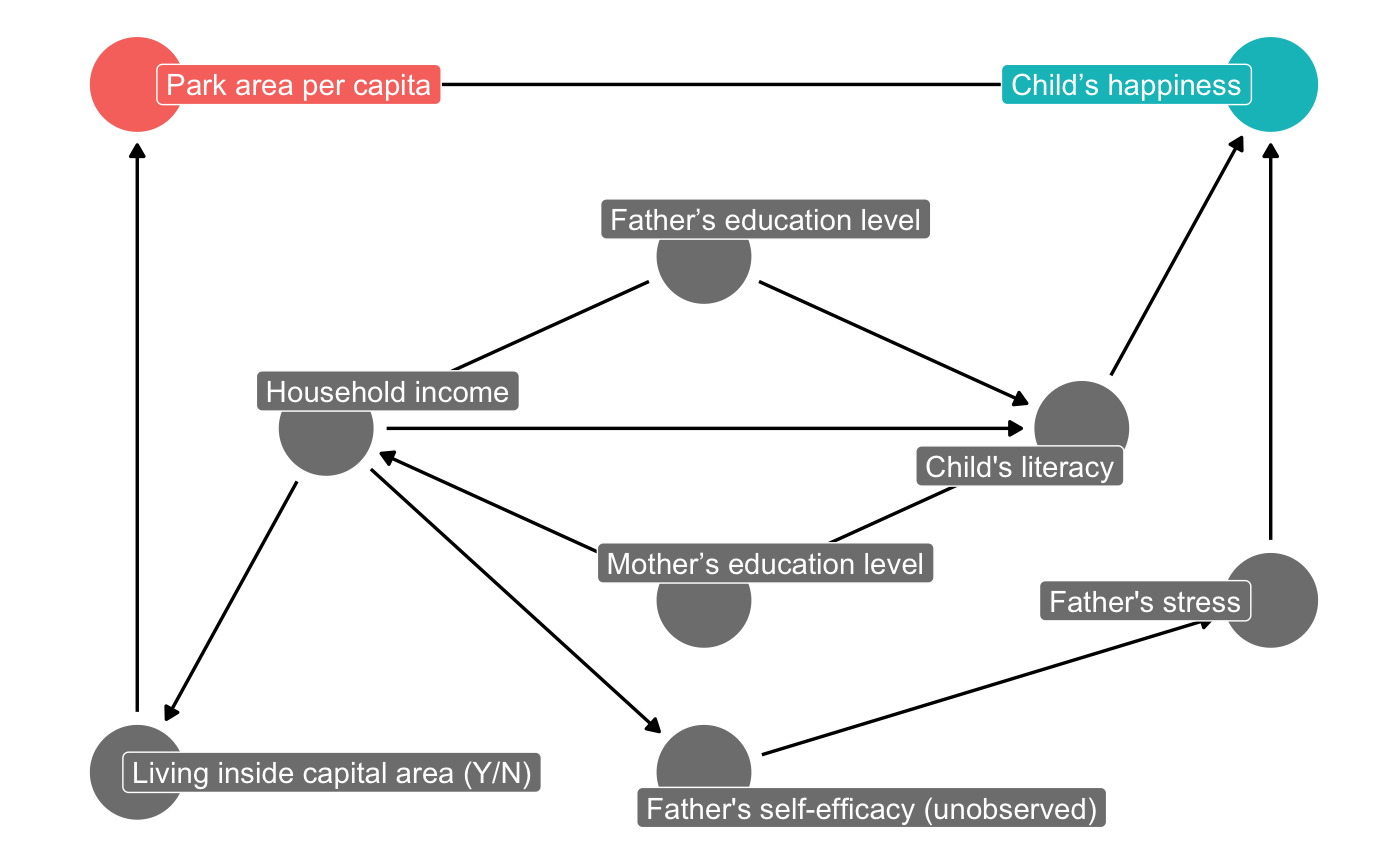 Park area per capita
Child’s happiness
Father’s education level
Household income
Child's literacy
Mother’s education level
Father's stress
Living inside capital area (Y/N)
Father's self-efficacy (unobserved)